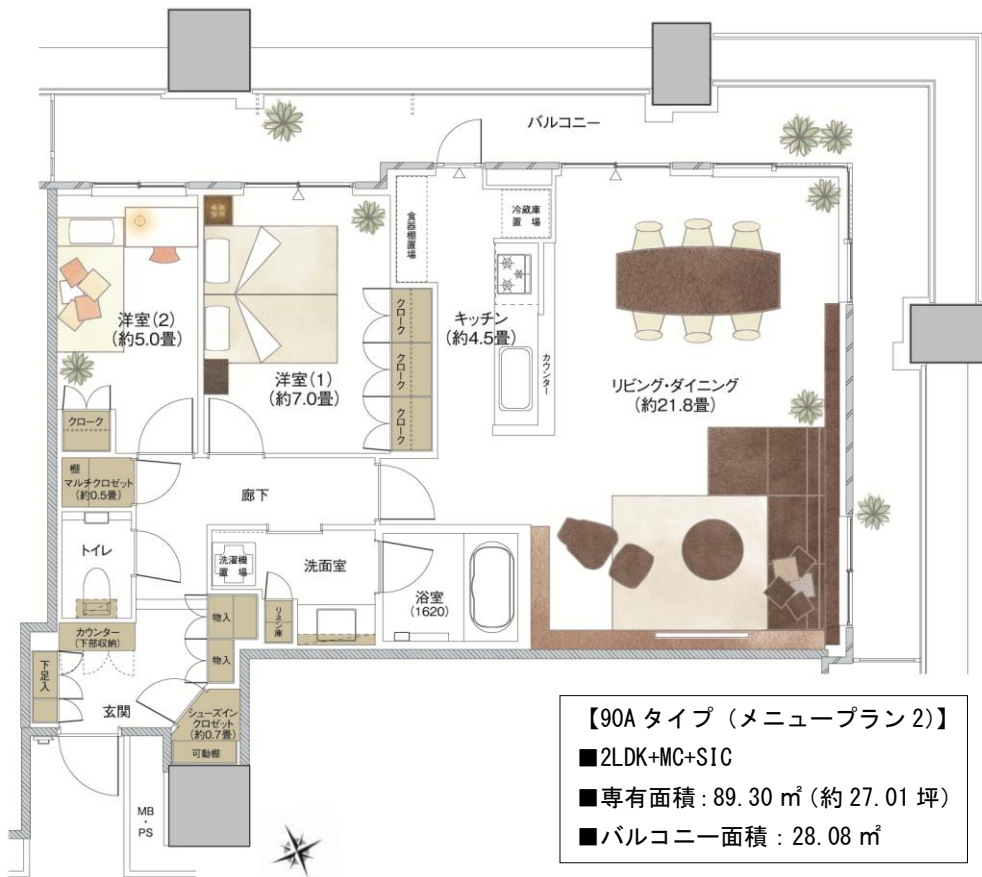 バルコニー
食器棚置場
冷蔵庫
置場
洋室(2)
(約5.0畳)
クローク
洋室(1)
(約7.0畳)
クローク
クローク
クローク
キッチン
(約4.5畳)
カウンター
リビング・ダイニング
(約21.8畳)
棚
マルチクロゼット
(約0.5畳)
廊下
トイレ
洗濯機
置場
洗面室
リネン庫
浴室
(1620)
カウンター
(下部収納)
物入
物入
下足入
玄関
シューズイン
クロゼット
(約0.7畳)
可動棚
MB
・
PS
【90A タイプ (メニュープラン 2)】
■2LDK+MC+SIC
■専有面積:89.30 ㎡(約 27.01 坪)
■バルコニー面積:28.08 ㎡